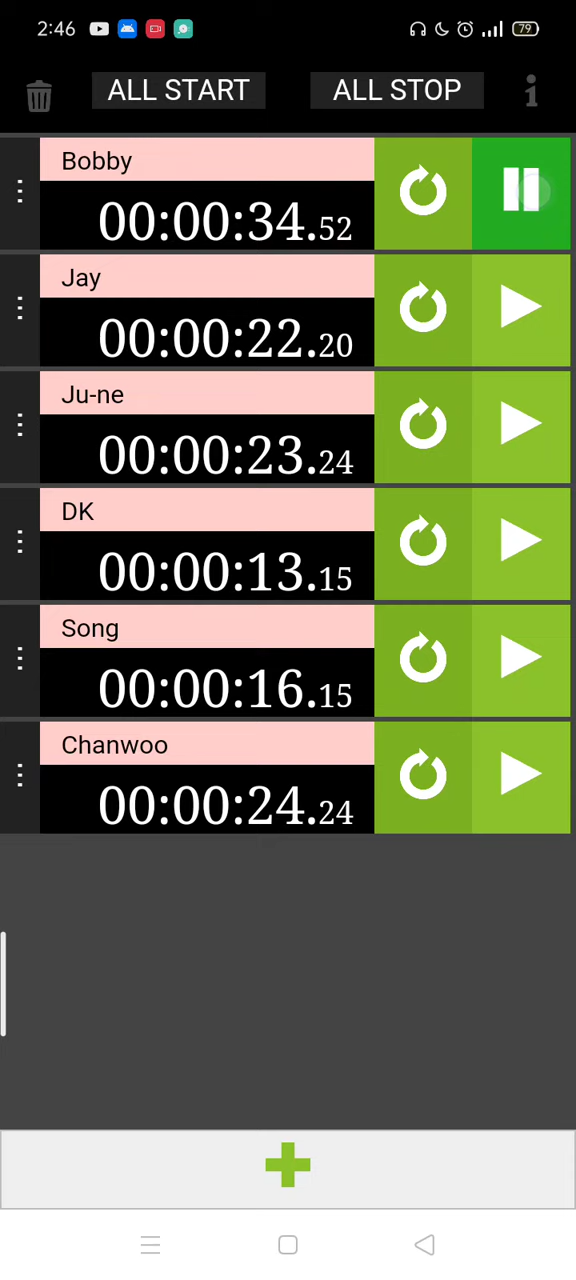 2:46
79
ALL START ALL STOP
Bobby
00:00:34.52
Jay
00:00:22.20
Ju-ne
00:00:23.24
DK
00:00:13.15
Song
00:00:16.15
Chanwoo
00:00:24.24